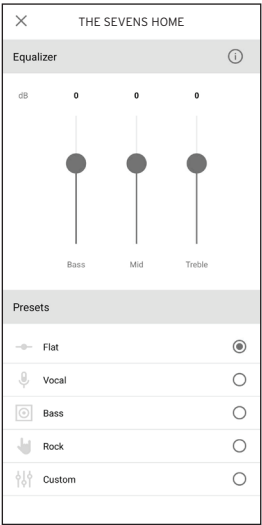 THE SEVENS HOME
Equalizer
dB 0 0 0
Bass Mid Treble
Presets
Flat
Vocal
Bass
Rock
Custom